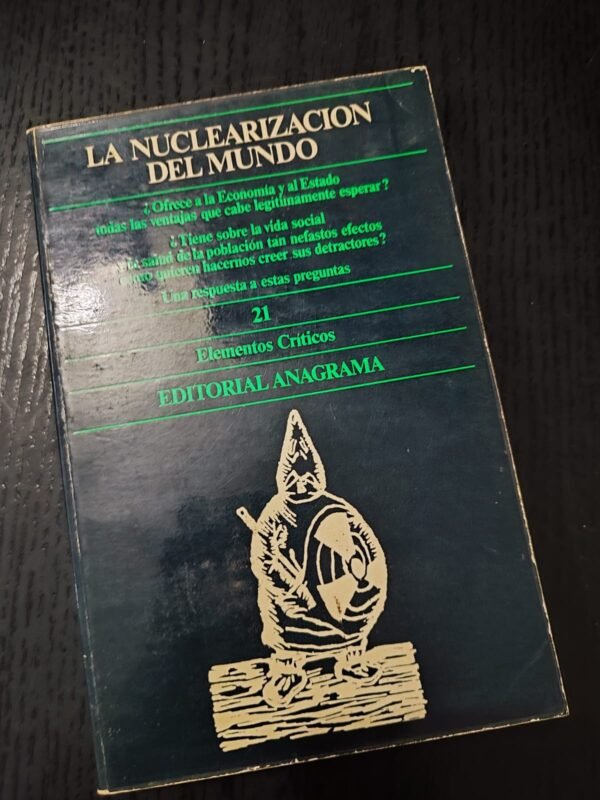 LA NUCLEARIZACION
DEL MUNDO
¿Ofrece a la Economía y al Estado
todas las ventajas que cabe legítimamente esperar?
¿Tiene sobre la vida social
y la salud de la población tan nefastos efectos
como quieren hacernos creer sus detractores?
Una respuesta a estas preguntas
21
Elementos Críticos
EDITORIAL ANAGRAMA